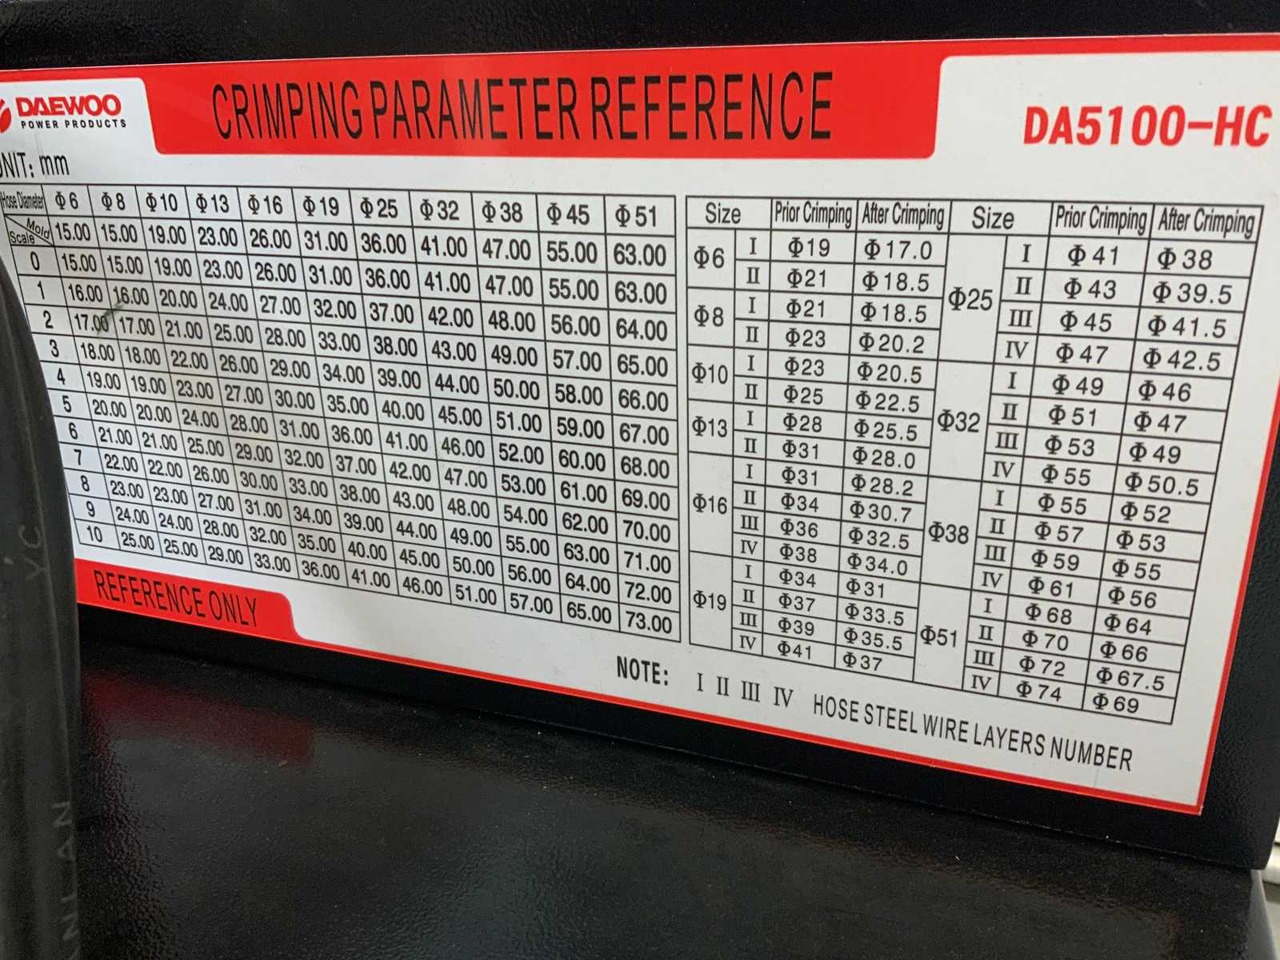 DAEWOO
POWER PRODUCTS
CRIMPING PARAMETER REFERENCE
DA5100-HC
UNIT: mm
Hose Diameter Φ6 Φ8 Φ10 Φ13 Φ16 Φ19 Φ25 Φ32 Φ38 Φ45 Φ51
Mold Scale 15.00 15.00 19.00 23.00 26.00 31.00 36.00 41.00 47.00 55.00 63.00
0 15.00 15.00 19.00 23.00 26.00 31.00 36.00 41.00 47.00 55.00 63.00
1 16.00 16.00 20.00 24.00 27.00 32.00 37.00 42.00 48.00 56.00 64.00
2 17.00 17.00 21.00 25.00 28.00 33.00 38.00 43.00 49.00 57.00 65.00
3 18.00 18.00 22.00 26.00 29.00 34.00 39.00 44.00 50.00 58.00 66.00
4 19.00 19.00 23.00 27.00 30.00 35.00 40.00 45.00 51.00 59.00 67.00
5 20.00 20.00 24.00 28.00 31.00 36.00 41.00 46.00 52.00 60.00 68.00
6 21.00 21.00 25.00 29.00 32.00 37.00 42.00 47.00 53.00 61.00 69.00
7 22.00 22.00 26.00 30.00 33.00 38.00 43.00 48.00 54.00 62.00 70.00
8 23.00 23.00 27.00 31.00 34.00 39.00 44.00 49.00 55.00 63.00 71.00
9 24.00 24.00 28.00 32.00 35.00 40.00 45.00 50.00 56.00 64.00 72.00
10 25.00 25.00 29.00 33.00 36.00 41.00 46.00 51.00 57.00 65.00 73.00
REFERENCE ONLY
Size Prior Crimping After Crimping
Φ6 I Φ19 Φ17.0
II Φ21 Φ18.5
Φ8 I Φ21 Φ18.5
II Φ23 Φ20.2
Φ10 I Φ23 Φ20.5
II Φ25 Φ22.5
Φ13 I Φ28 Φ25.5
II Φ31 Φ28.0
Φ16 I Φ31 Φ28.2
II Φ34 Φ30.7
III Φ36 Φ32.5
IV Φ38 Φ34.0
Φ19 I Φ34 Φ31
II Φ37 Φ33.5
III Φ39 Φ35.5
IV Φ41 Φ37
Size Prior Crimping After Crimping
Φ25 I Φ41 Φ38
II Φ43 Φ39.5
III Φ45 Φ41.5
IV Φ47 Φ42.5
Φ32 I Φ49 Φ46
II Φ51 Φ47
III Φ53 Φ49
IV Φ55 Φ50.5
Φ38 I Φ55 Φ52
II Φ57 Φ53
III Φ59 Φ55
IV Φ61 Φ56
Φ51 I Φ68 Φ64
II Φ70 Φ66
III Φ72 Φ67.5
IV Φ74 Φ69
NOTE: I II III IV HOSE STEEL WIRE LAYERS NUMBER